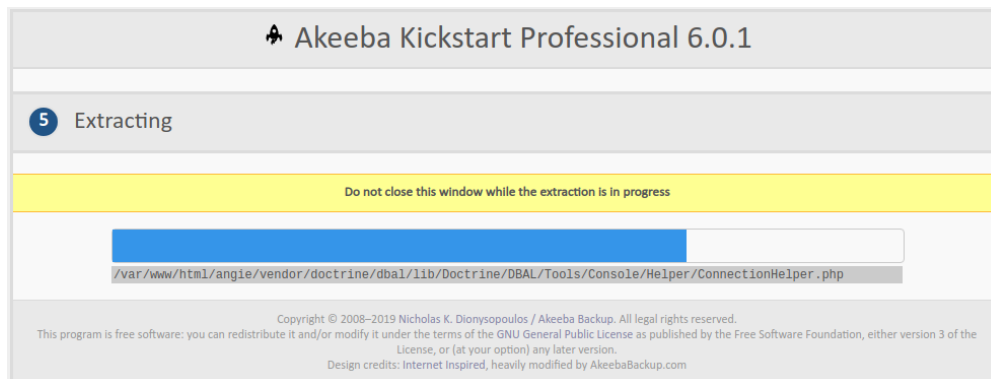 Akeeba Kickstart Professional 6.0.1
5 Extracting
Do not close this window while the extraction is in progress
/var/www/html/angie/vendor/doctrine/dbal/lib/Doctrine/DBAL/Tools/Console/Helper/ConnectionHelper.php
Copyright © 2008–2019 Nicholas K. Dionysopoulos / Akeeba Backup. All legal rights reserved.
This program is free software: you can redistribute it and/or modify it under the terms of the GNU General Public License as published by the Free Software Foundation, either version 3 of the
License, or (at your option) any later version.
Design credits: Internet Inspired, heavily modified by AkeebaBackup.com